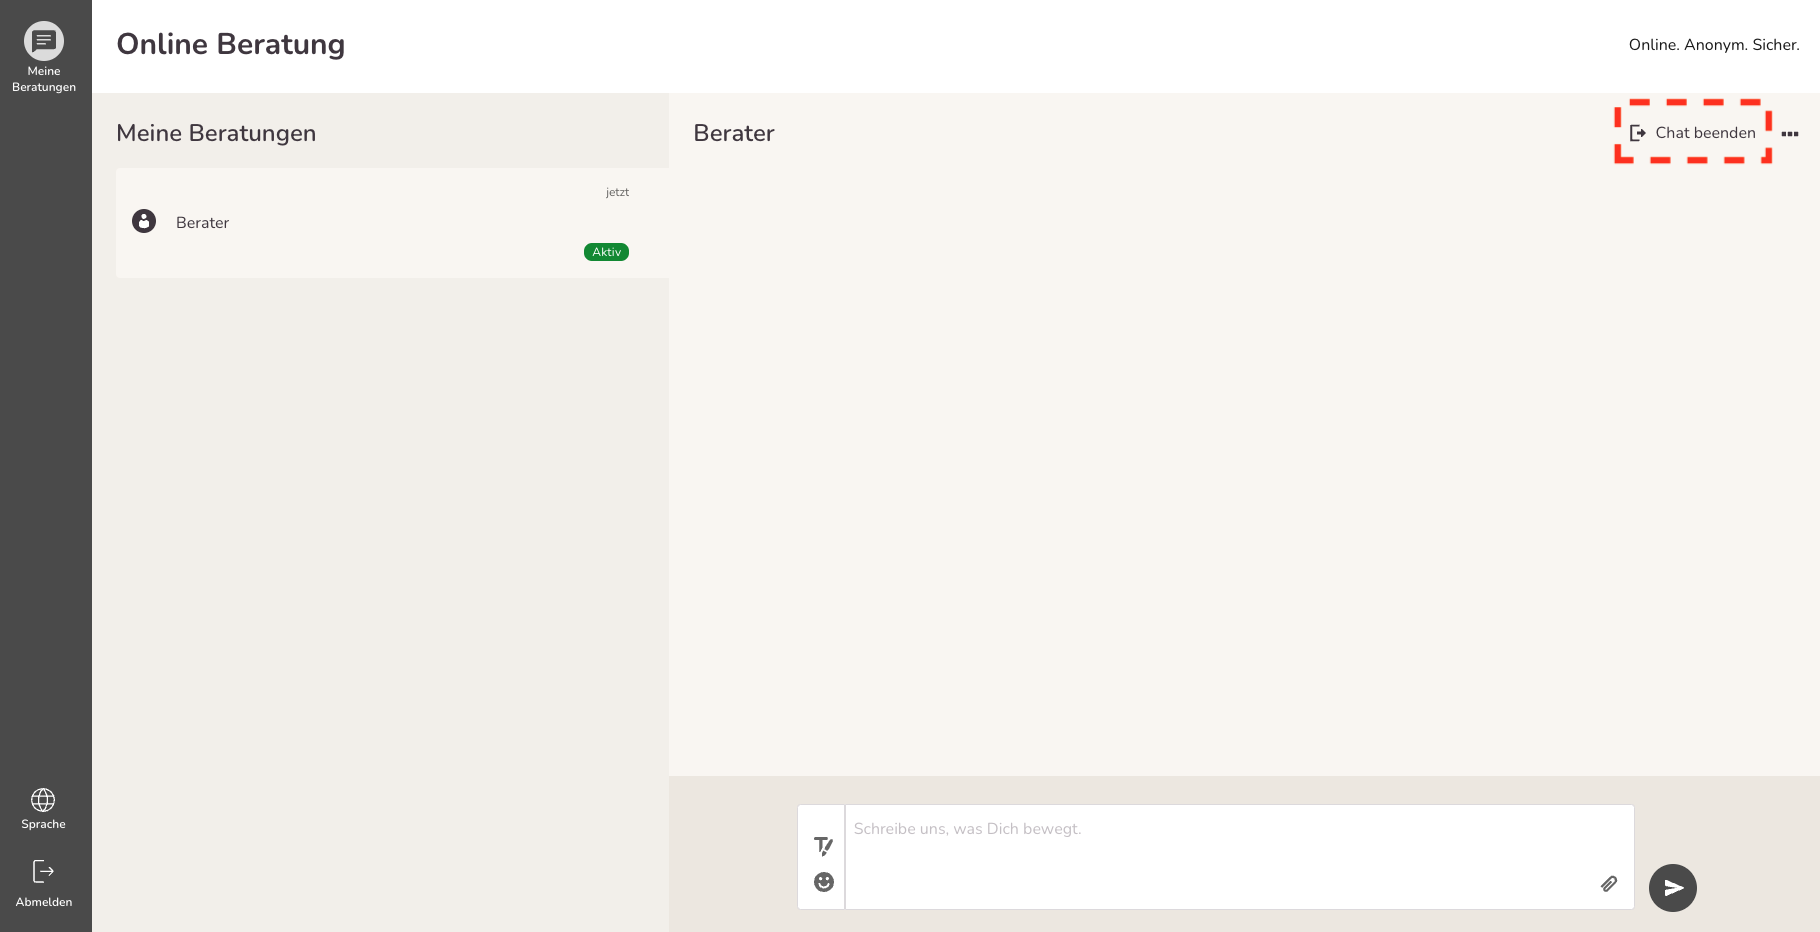 Meine
Beratungen
Online Beratung
Online. Anonym. Sicher.
Meine Beratungen
jetzt
Berater
Aktiv
Berater
Chat beenden
Schreibe uns, was Dich bewegt.
Sprache
Abmelden